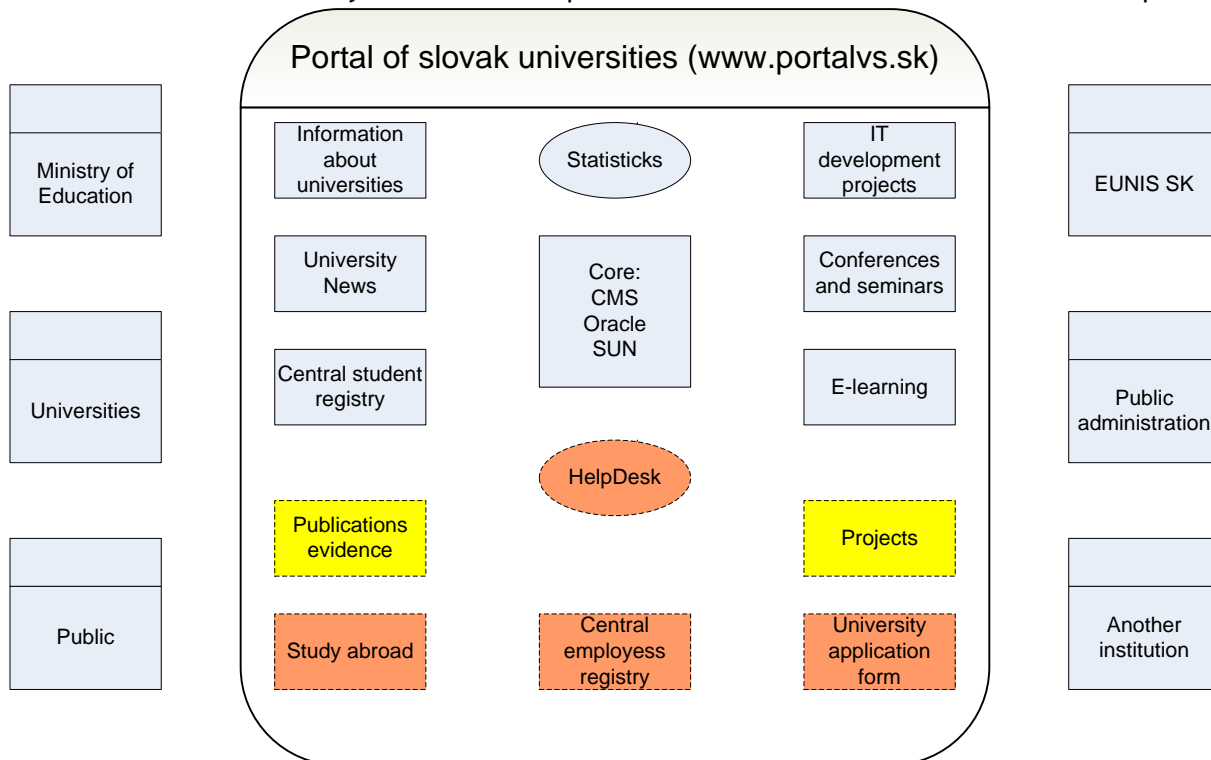 Portal of slovak universities (www.portalvs.sk)
Ministry of
Education
Universities
Public
Information
about
universities
Statisticks
IT
development
projects
University
News
Core:
CMS
Oracle
SUN
Conferences
and seminars
Central student
registry
E-learning
HelpDesk
Publications
evidence
Projects
Study abroad
Central
employess
registry
University
application
form
EUNIS SK
Public
administration
Another
institution